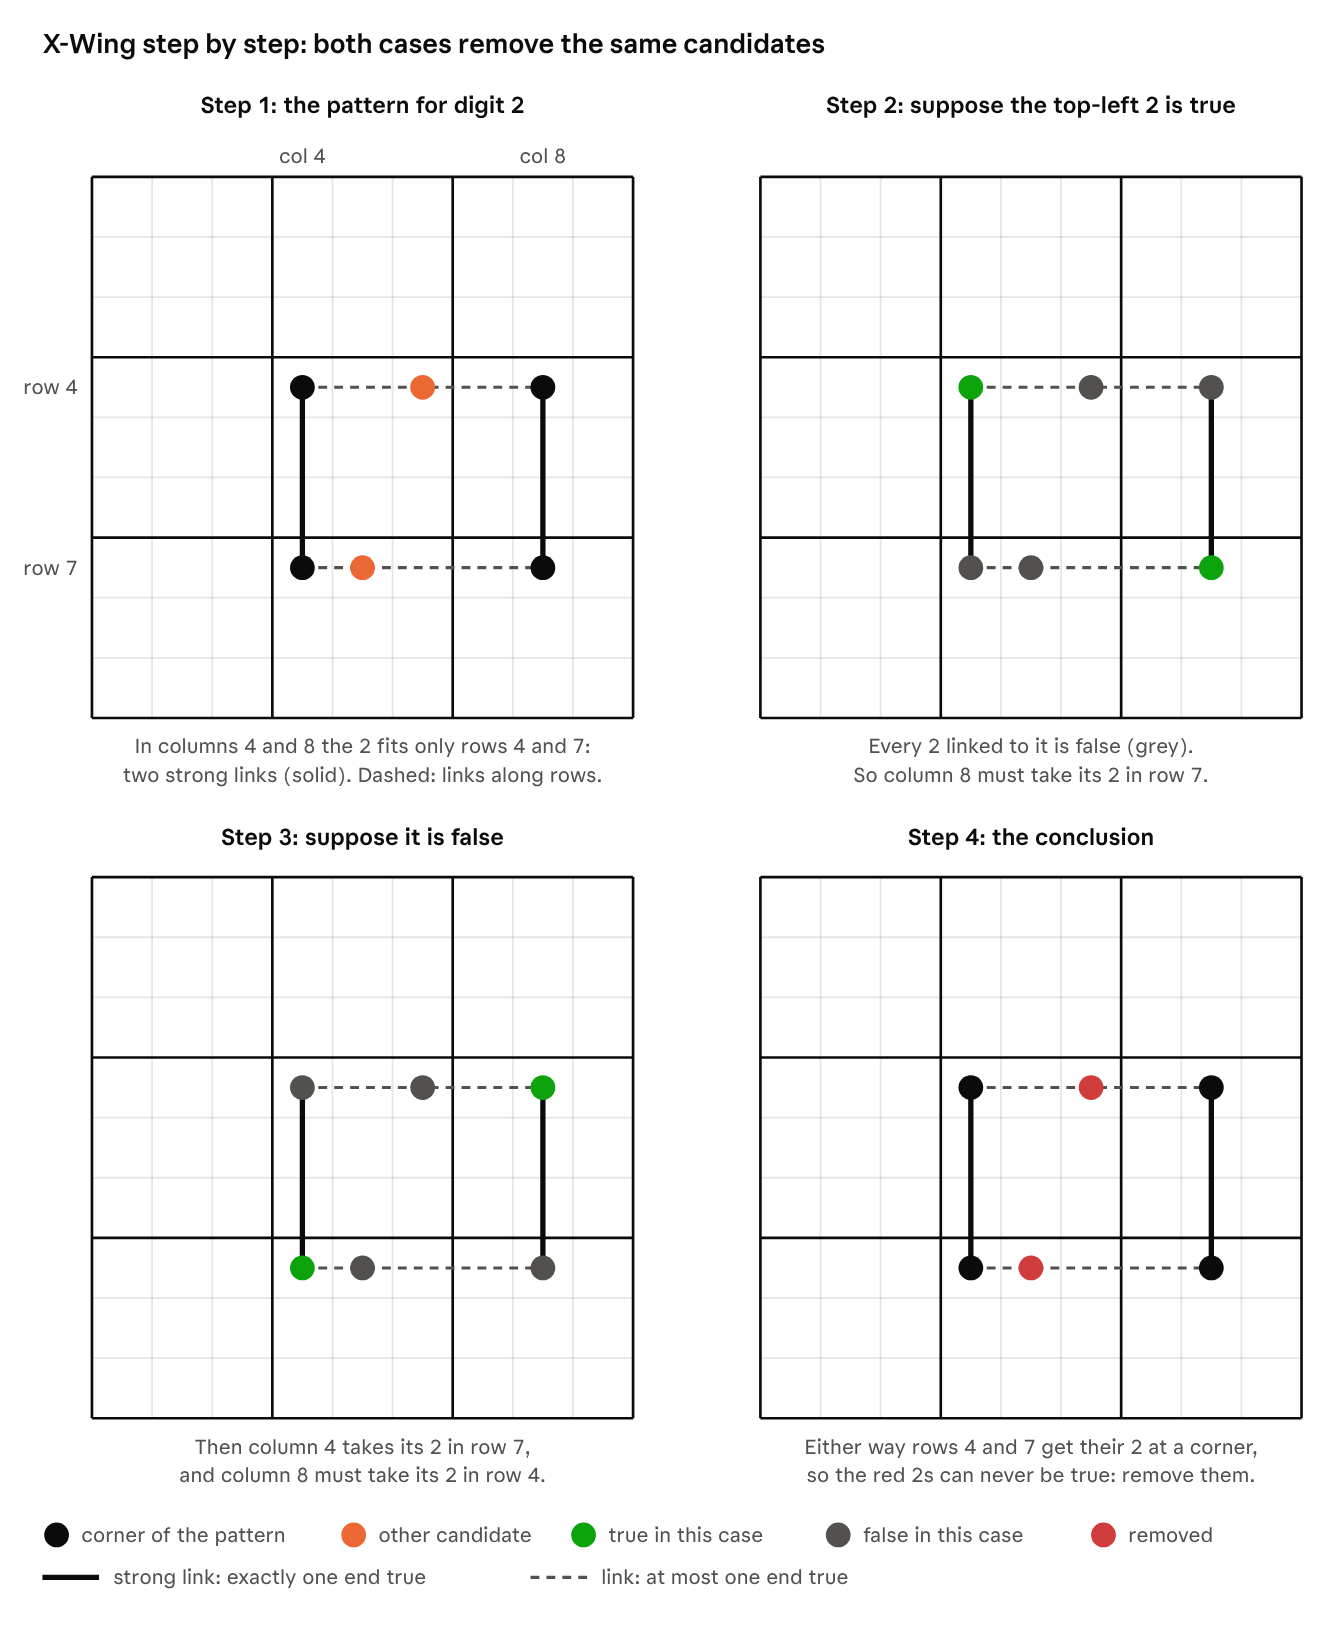 X-Wing step by step: both cases remove the same candidates
Step 1: the pattern for digit 2
col 4
col 8
row 4
row 7
In columns 4 and 8 the 2 fits only rows 4 and 7:
two strong links (solid). Dashed: links along rows.
Step 2: suppose the top-left 2 is true
Every 2 linked to it is false (grey).
So column 8 must take its 2 in row 7.
Step 3: suppose it is false
Then column 4 takes its 2 in row 7,
and column 8 must take its 2 in row 4.
Step 4: the conclusion
Either way rows 4 and 7 get their 2 at a corner,
so the red 2s can never be true: remove them.
corner of the pattern
other candidate
true in this case
false in this case
removed
strong link: exactly one end true
link: at most one end true